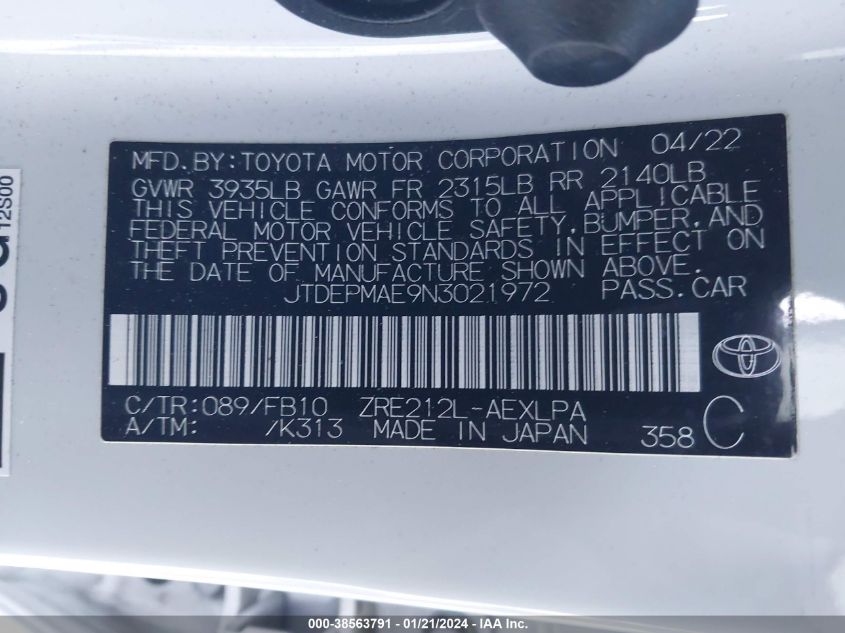 MFD.BY:TOYOTA MOTOR CORPORATION 04/22
GVWR 3935LB GAWR FR 2315LB RR 2140LB
THIS VEHICLE CONFORMS TO ALL APPLICABLE
FEDERAL MOTOR VEHICLE SAFETY,BUMPER,AND
THEFT PREVENTION STANDARDS IN EFFECT ON
THE DATE OF MANUFACTURE SHOWN ABOVE.
JTDEPMAE9N3021972 PASS.CAR
C/TR:089/FB10 ZRE212L-AEXLPA
A/TM: /K313 MADE IN JAPAN 358 C
12S00
000-38563791 - 01/21/2024 - IAA Inc.